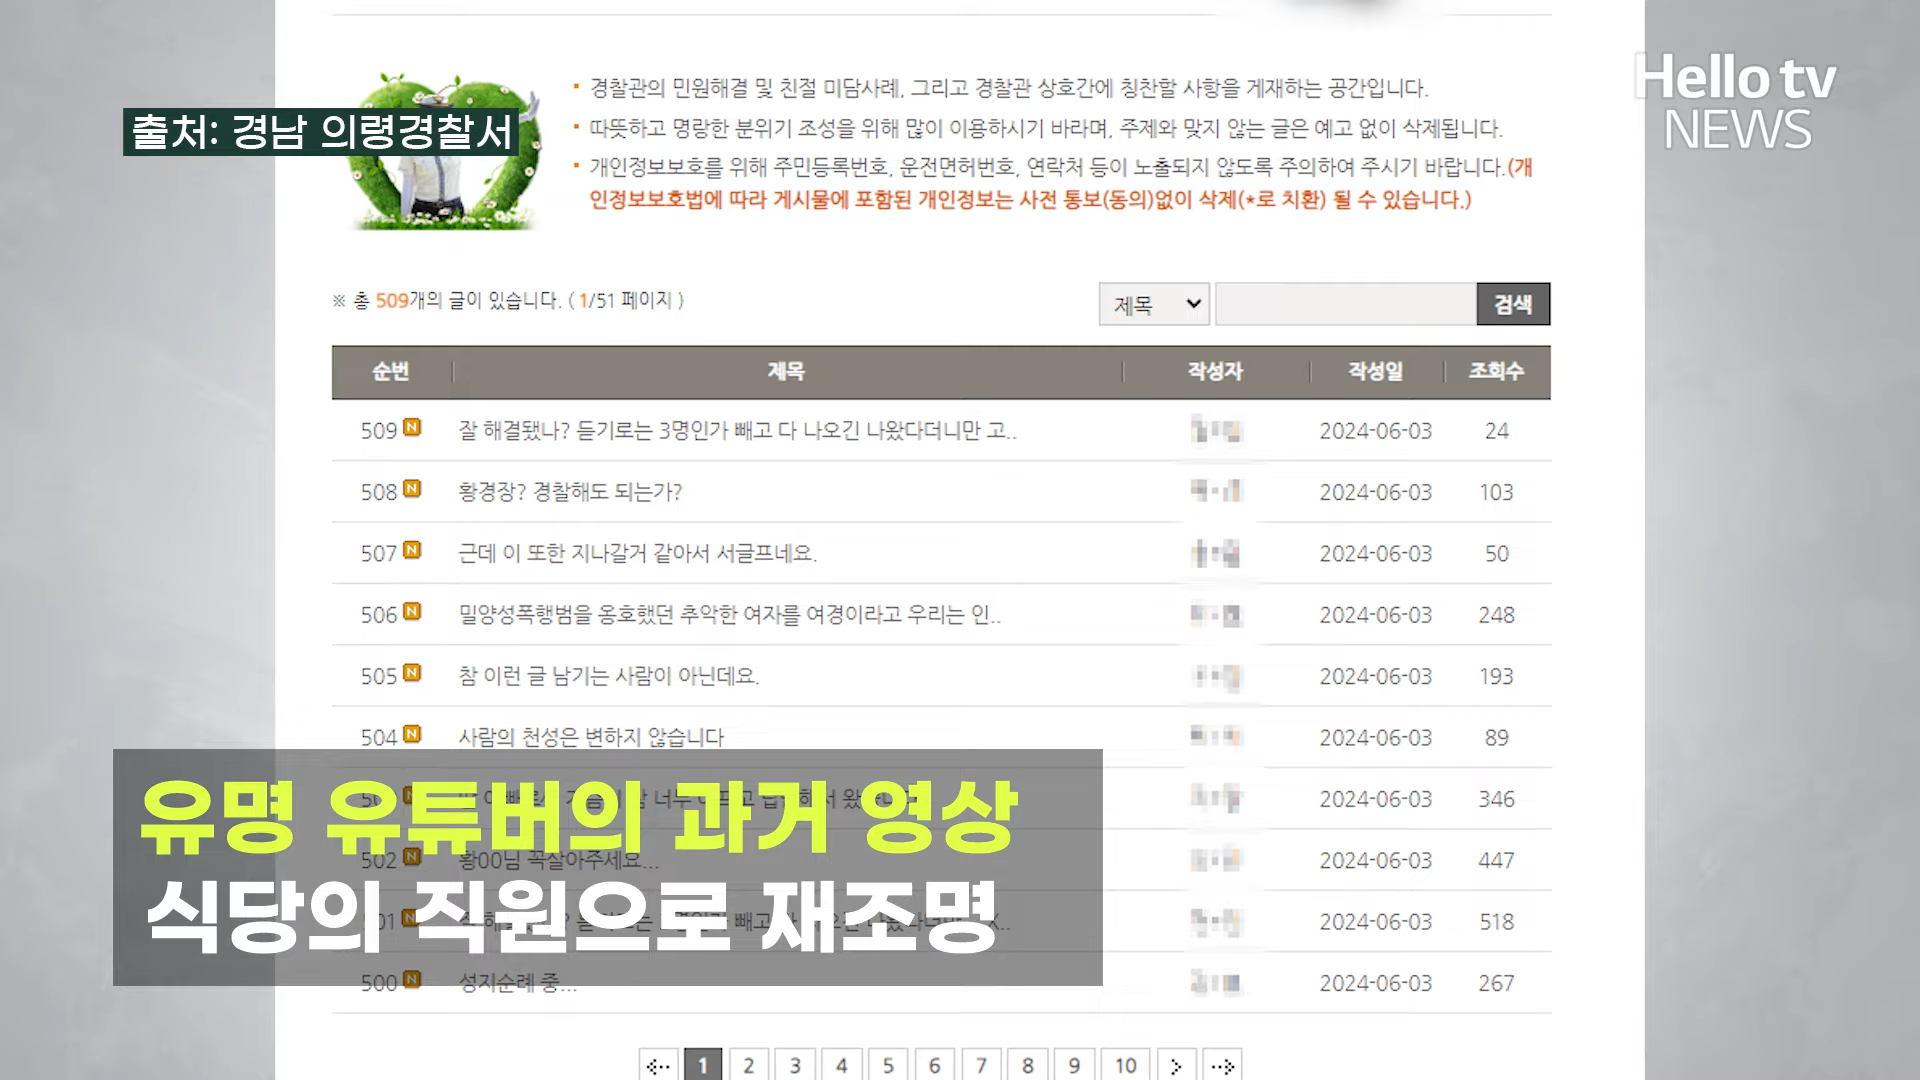 Hello tv
NEWS
출처: 경남 의령경찰서
경찰관의 민원해결 및 친절 미담사례, 그리고 경찰관 상호간에 칭찬할 사항을 게재하는 공간입니다.
따뜻하고 명랑한 분위기 조성을 위해 많이 이용하시기 바라며, 주제와 맞지 않는 글은 예고 없이 삭제됩니다.
개인정보보호를 위해 주민등록번호, 운전면허번호, 연락처 등이 노출되지 않도록 주의하여 주시기 바랍니다.(개
인정보보호법에 따라 게시물에 포함된 개인정보는 사전 통보(동의)없이 삭제(*로 치환) 될 수 있습니다.)
※ 총 509개의 글이 있습니다. ( 1/51 페이지 )
제목 검색
순번 제목 작성자 작성일 조회수
509 N 잘 해결됐나? 듣기로는 3명인가 빼고 다 나오긴 나왔다더니만 고.. 2024-06-03 24
508 N 황경장? 경찰해도 되는가? 2024-06-03 103
507 N 근데 이 또한 지나갈거 같아서 서글프네요. 2024-06-03 50
506 N 밀양성폭행범을 옹호했던 추악한 여자를 여경이라고 우리는 인.. 2024-06-03 248
505 N 참 이런 글 남기는 사람이 아닌데요. 2024-06-03 193
504 N 사람의 천성은 변하지 않습니다 2024-06-03 89
2024-06-03 346
502 N 황00님 꼭살아주세요... 2024-06-03 447
2024-06-03 518
500 N 성지순례 중... 2024-06-03 267
유명 유튜버의 과거 영상
식당의 직원으로 재조명
1 2 3 4 5 6 7 8 9 10